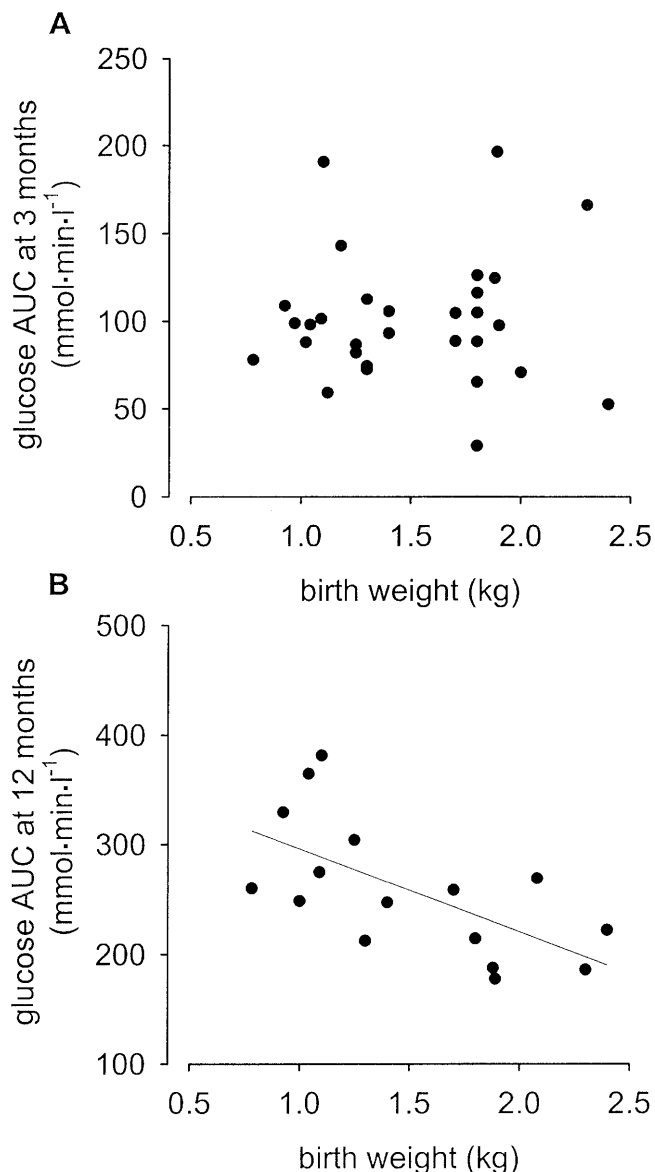 A
glucose AUC at 3 months
(mmol·min·l⁻¹)
250
200
150
100
50
0
0.5 1.0 1.5 2.0 2.5
birth weight (kg)
B
glucose AUC at 12 months
(mmol·min·l⁻¹)
500
400
300
200
100
0.5 1.0 1.5 2.0 2.5
birth weight (kg)